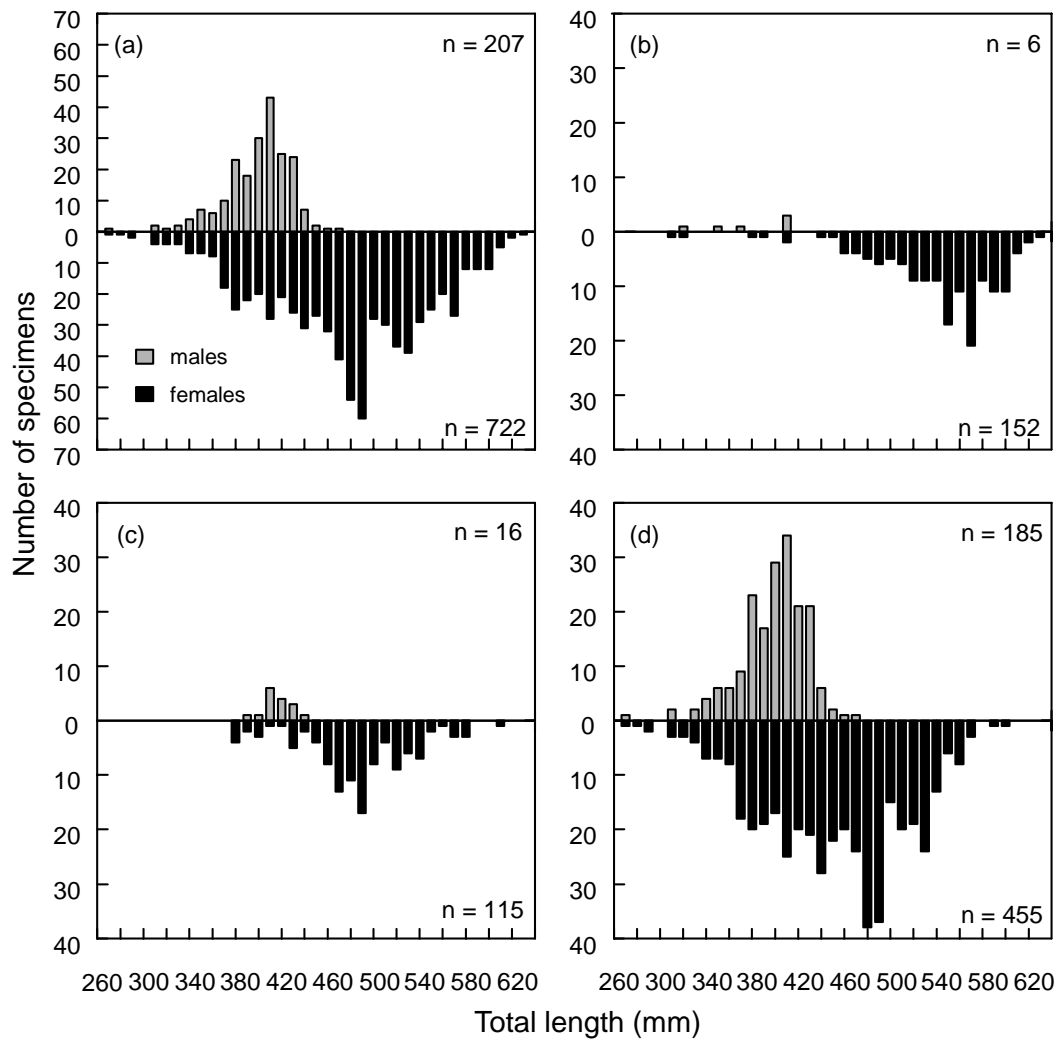 Number of specimens
70
60
50
40
30
20
10
0
10
20
30
40
50
60
70
(a)
n = 207
males
females
n = 722
40
30
20
10
0
10
20
30
40
(b)
n = 6
n = 152
40
30
20
10
0
10
20
30
40
(c)
n = 16
n = 115
40
30
20
10
0
10
20
30
40
(d)
n = 185
n = 455
260 300 340 380 420 460 500 540 580 620
260 300 340 380 420 460 500 540 580 620
Total length (mm)